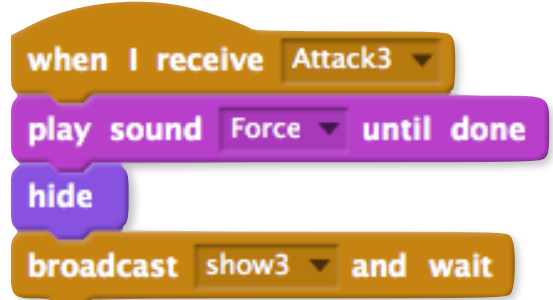 when I receive Attack3
play sound Force until done
hide
broadcast show3 and wait